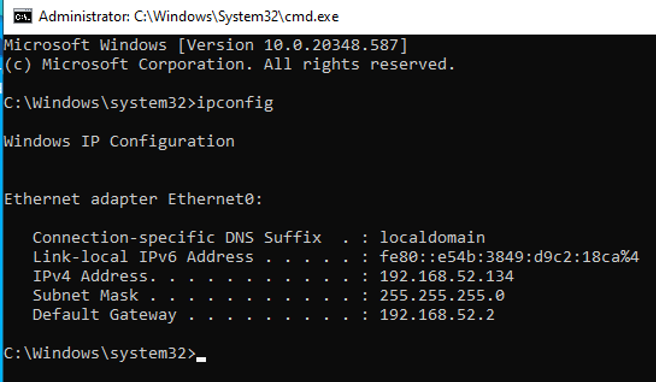 Administrator: C:\Windows\System32\cmd.exe
Microsoft Windows [Version 10.0.20348.587]
(c) Microsoft Corporation. All rights reserved.
C:\Windows\system32>ipconfig
Windows IP Configuration
Ethernet adapter Ethernet0:
   Connection-specific DNS Suffix  . : localdomain
   Link-local IPv6 Address . . . . . : fe80::e54b:3849:d9c2:18ca%4
   IPv4 Address. . . . . . . . . . . : 192.168.52.134
   Subnet Mask . . . . . . . . . . . : 255.255.255.0
   Default Gateway . . . . . . . . . : 192.168.52.2
C:\Windows\system32>